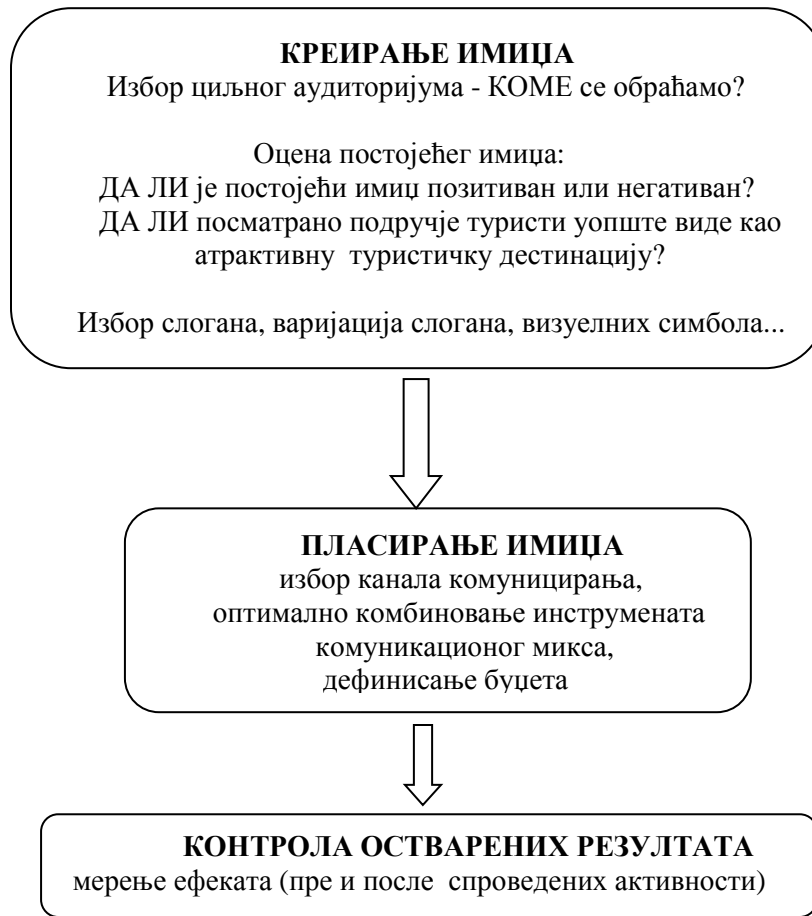 КРЕИРАЊЕ ИМИЏА
Избор циљног аудиторијума - КОМЕ се обраћамо?
Оцена постојећег имиџа:
ДА ЛИ је постојећи имиџ позитиван или негативан?
ДА ЛИ посматрано подручје туристи уопште виде као
атрактивну туристичку дестинацију?
Избор слогана, варијација слогана, визуелних симбола...
ПЛАСИРАЊЕ ИМИЏА
избор канала комуницирања,
оптимално комбиновање инструмената
комуникационог микса,
дефинисање буџета
КОНТРОЛА ОСТВАРЕНИХ РЕЗУЛТАТА
мерење ефеката (пре и после спроведених активности)